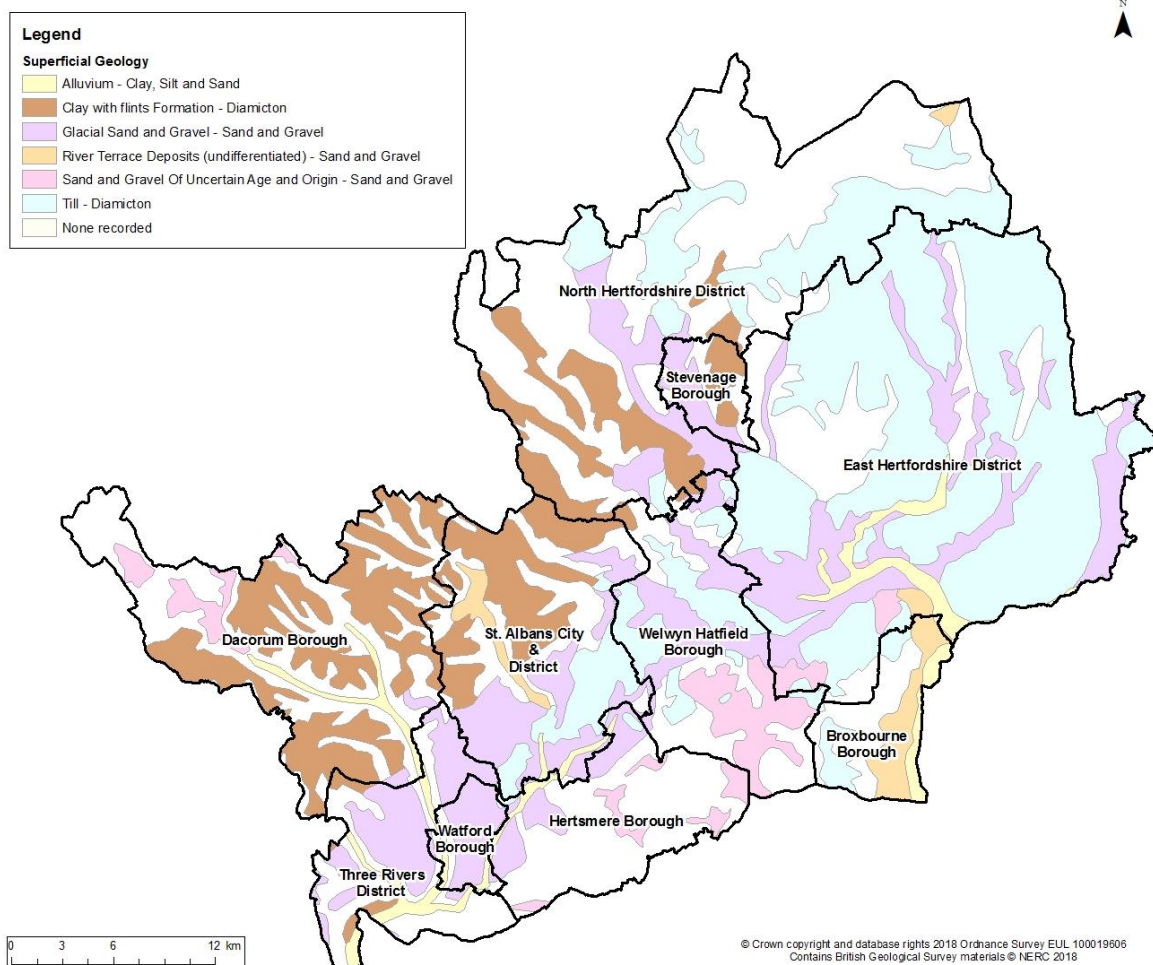 N
Legend
Superficial Geology
Alluvium - Clay, Silt and Sand
Clay with flints Formation - Diamicton
Glacial Sand and Gravel - Sand and Gravel
River Terrace Deposits (undifferentiated) - Sand and Gravel
Sand and Gravel Of Uncertain Age and Origin - Sand and Gravel
Till - Diamicton
None recorded
North Hertfordshire District
Stevenage
Borough
East Hertfordshire District
Dacorum Borough
St. Albans City
&
District
Welwyn Hatfield
Borough
Broxbourne
Borough
Hertsmere Borough
Watford
Borough
Three Rivers
District
0 3 6 12 km
© Crown copyright and database rights 2018 Ordnance Survey EUL 100019606
Contains British Geological Survey materials © NERC 2018